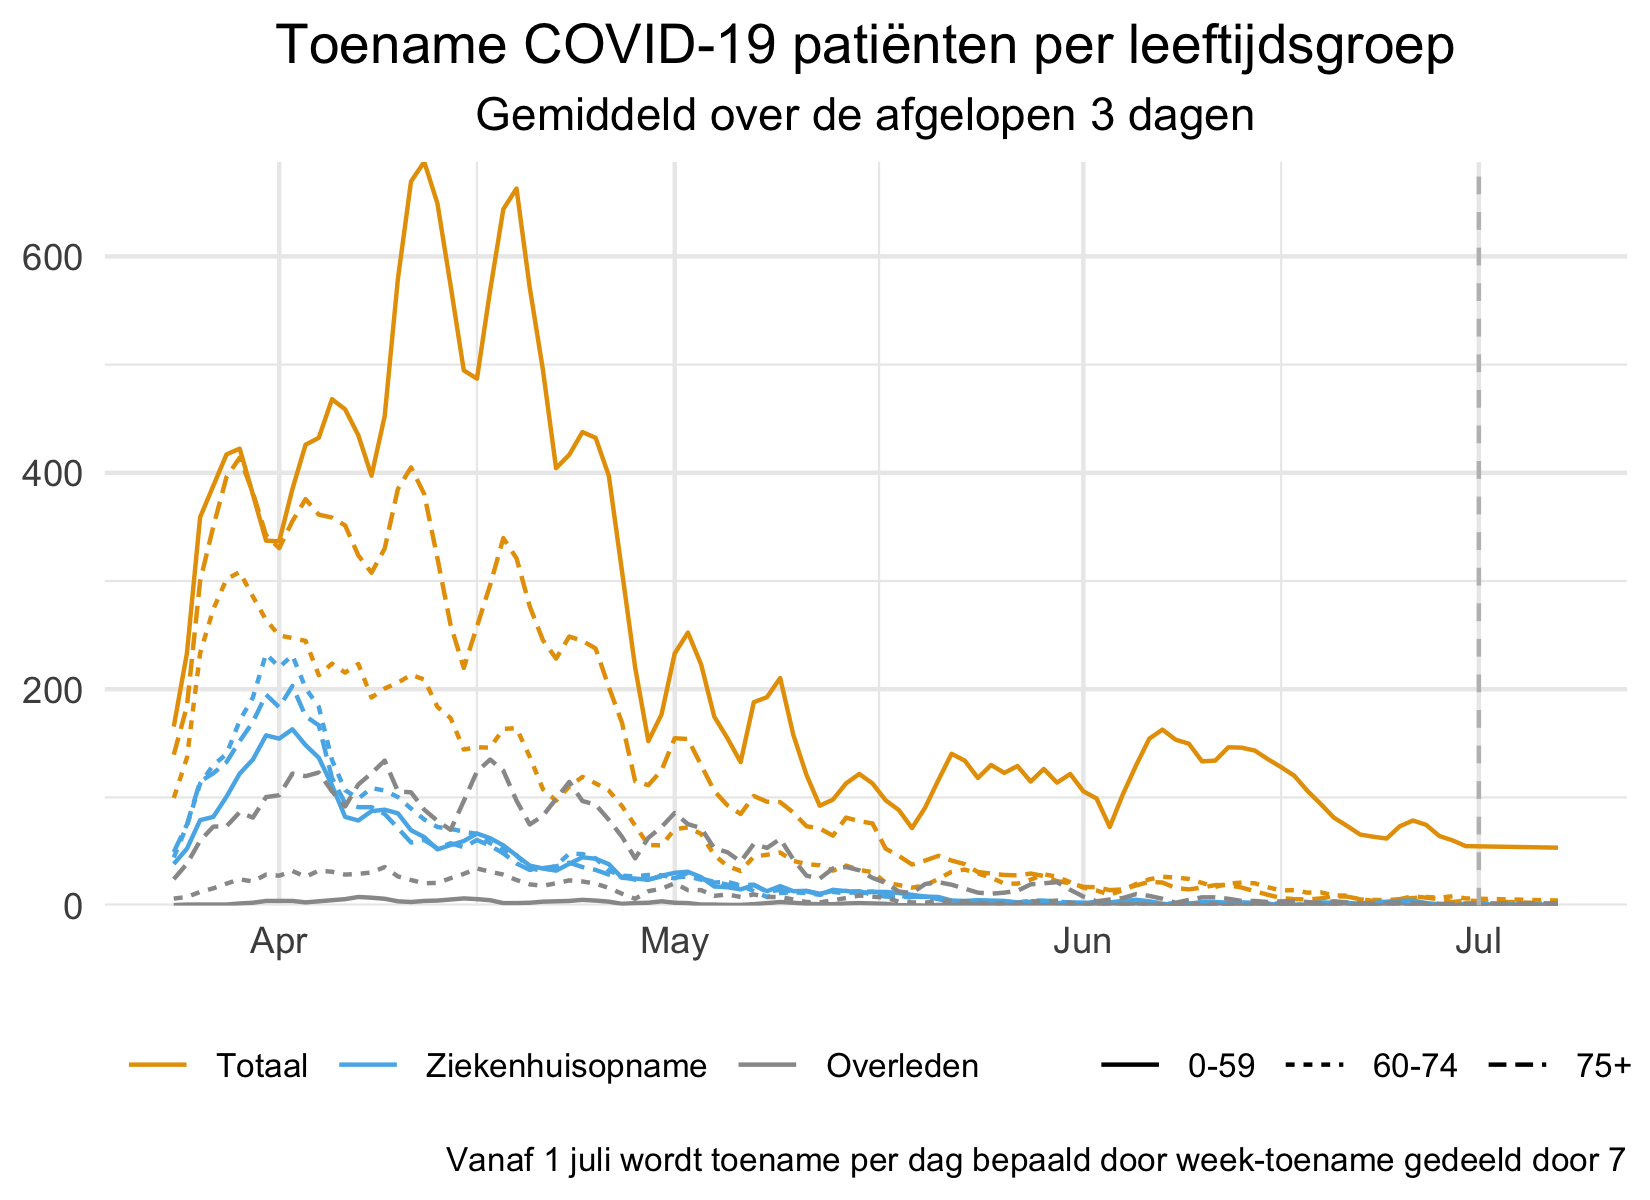 Toename COVID-19 patiënten per leeftijdsgroep
Gemiddeld over de afgelopen 3 dagen
600
400
200
0
Apr May Jun Jul
Totaal Ziekenhuisopname Overleden 0-59 60-74 75+
Vanaf 1 juli wordt toename per dag bepaald door week-toename gedeeld door 7